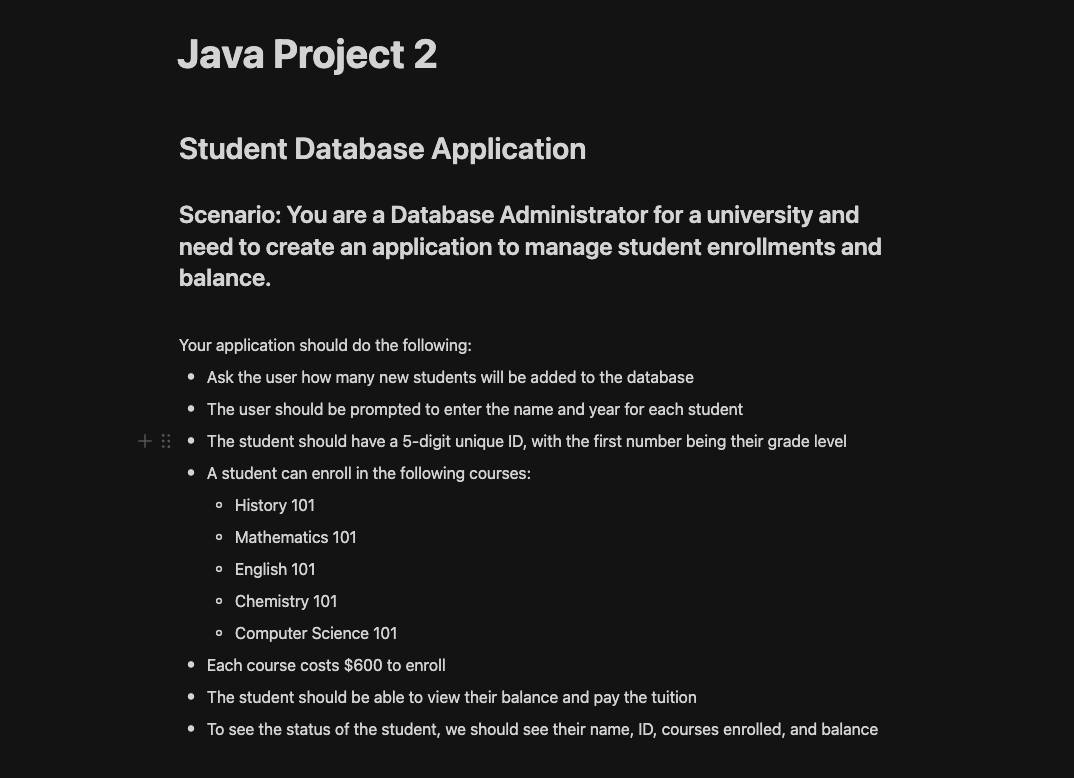 Java Project 2
Student Database Application
Scenario: You are a Database Administrator for a university and
need to create an application to manage student enrollments and
balance.
Your application should do the following:
Ask the user how many new students will be added to the database
The user should be prompted to enter the name and year for each student
The student should have a 5-digit unique ID, with the first number being their grade level
A student can enroll in the following courses:
History 101
Mathematics 101
English 101
Chemistry 101
Computer Science 101
Each course costs $600 to enroll
The student should be able to view their balance and pay the tuition
To see the status of the student, we should see their name, ID, courses enrolled, and balance